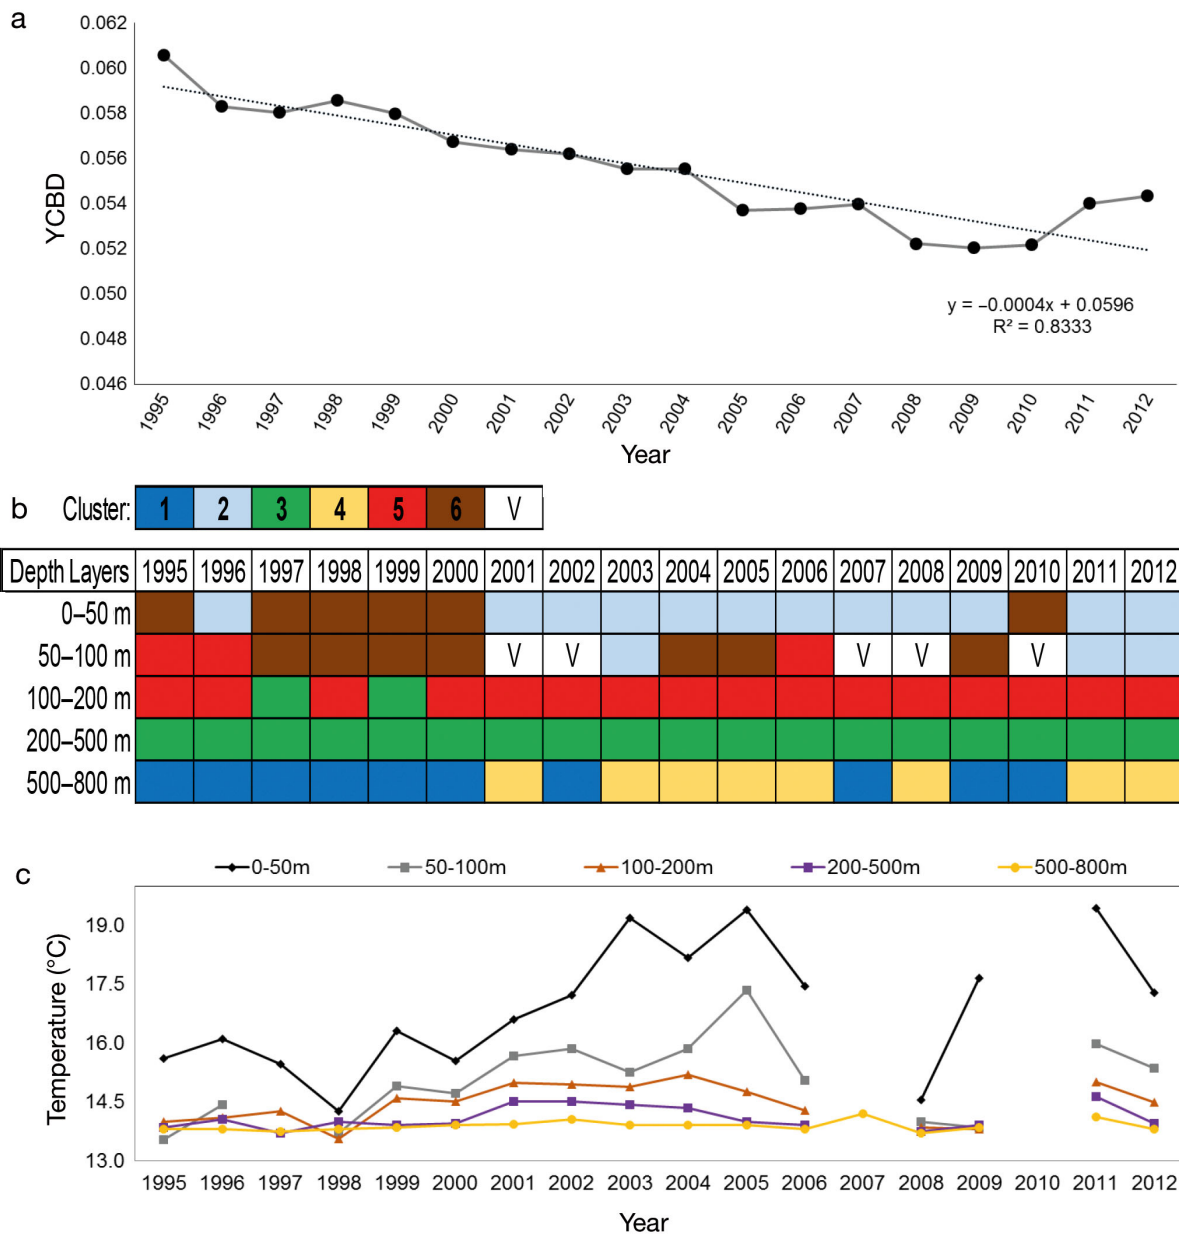 a
0.062
0.060
0.058
0.056
0.054
0.052
0.050
0.048
0.046
YCBD
y = –0.0004x + 0.0596
R² = 0.8333
1995 1996 1997 1998 1999 2000 2001 2002 2003 2004 2005 2006 2007 2008 2009 2010 2011 2012
Year
b Cluster: 1 2 3 4 5 6 V
Depth Layers 1995 1996 1997 1998 1999 2000 2001 2002 2003 2004 2005 2006 2007 2008 2009 2010 2011 2012
0–50 m
50–100 m V V V V V
100–200 m
200–500 m
500–800 m
0-50m 50-100m 100-200m 200-500m 500-800m
c
19.0
17.5
16.0
14.5
13.0
Temperature (°C)
1995 1996 1997 1998 1999 2000 2001 2002 2003 2004 2005 2006 2007 2008 2009 2010 2011 2012
Year